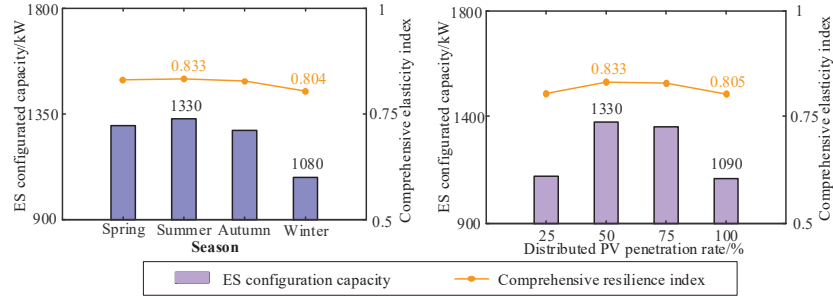 1800
1350
900
ES configurated capacity/kW
0.833
0.804
1330
1080
1
0.75
0.5
Comprehensive elasticity index
Spring Summer Autumn Winter
Season
1800
1400
900
ES configurated capacity/kW
0.833
0.805
1330
1090
1
0.75
0.5
Comprehensive elasticity index
25 50 75 100
Distributed PV penetration rate/%
ES configuration capacity
Comprehensive resilience index